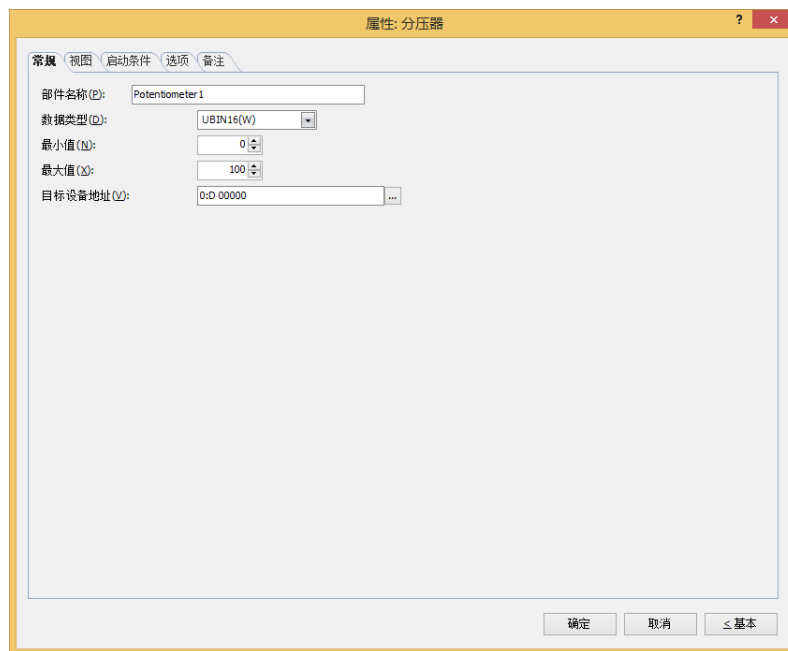 属性: 分压器 ? ×
常规 视图 启动条件 选项 备注
部件名称(P): Potentiometer1
数据类型(D): UBIN16(W)
最小值(N): 0
最大值(X): 100
目标设备地址(V): 0:D 00000 ...
确定 取消 ≤基本